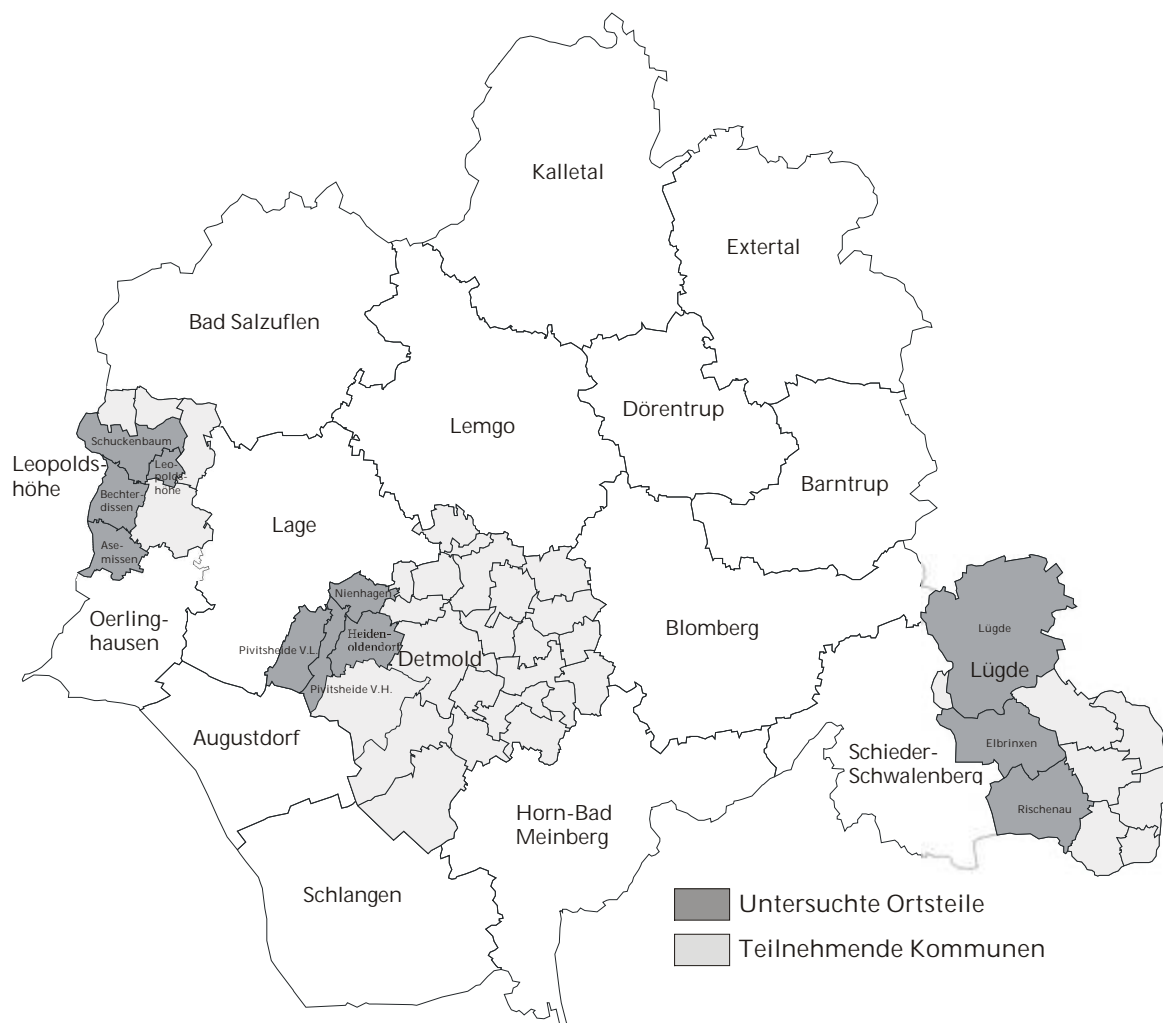 Kalletal
Extertal
Bad Salzuflen
Dörentrup
Lemgo
Schuckenbaum
Leopolds-
höhe
Leo-
polds-
höhe
Bechter-
dissen
Barntrup
Lage
Ase-
missen
Nienhagen
Oerling-
hausen
Heiden-
oldendorf
Blomberg
Lügde
Pivitsheide V.L.
Detmold
Lügde
Pivitsheide V.H.
Augustdorf
Elbrinxen
Schieder-
Schwalenberg
Rischenau
Horn-Bad
Meinberg
Schlangen
Untersuchte Ortsteile
Teilnehmende Kommunen